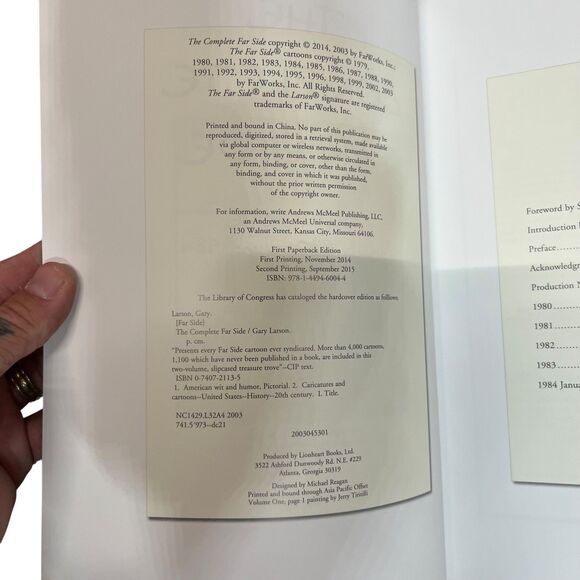 The Complete Far Side copyright © 2014, 2003 by FarWorks, Inc.;
The Far Side® cartoons copyright © 1979,
1980, 1981, 1982, 1983, 1984, 1985, 1986, 1987, 1988, 1990,
1991, 1992, 1993, 1994, 1995, 1996, 1998, 1999, 2002, 2003
by FarWorks, Inc. All Rights Reserved.
The Far Side® and the Larson® signature are registered
trademarks of FarWorks, Inc.
Printed and bound in China. No part of this publication may be
reproduced, digitized, stored in a retrieval system, made available
via global computer or wireless networks, transmitted in
any form or by any means, or otherwise circulated in
any form, binding, or cover, other than the form,
binding, and cover in which it was published,
without the prior written permission
of the copyright owner.
For information, write Andrews McMeel Publishing, LLC,
an Andrews McMeel Universal company,
1130 Walnut Street, Kansas City, Missouri 64106.
First Paperback Edition
First Printing, November 2014
Second Printing, September 2015
ISBN: 978-1-4494-6004-4
The Library of Congress has cataloged the hardcover edition as follows:
Larson, Gary.
[Far Side]
The Complete Far Side / Gary Larson.
p. cm.
"Presents every Far Side cartoon ever syndicated. More than 4,000 cartoons,
1,100 which have never been published in a book, are included in this
two-volume, slipcased treasure trove"—CIP text.
ISBN 0-7407-2113-5
1. American wit and humor, Pictorial. 2. Caricatures and
cartoons--United States--History--20th century. I. Title.
NC1429.L32A4 2003
741.5'973--dc21
2003045301
Produced by Lionheart Books, Ltd.
3522 Ashford Dunwoody Rd. N.E. #229
Atlanta, Georgia 30319
Designed by Michael Reagan
Printed and bound through Asia Pacific Offset
Volume One, page 1 painting by Jerry Tiritilli
Foreword by S
Introduction
Preface
Acknowledg
Production N
1980
1981
1982
1983
1984 Janua